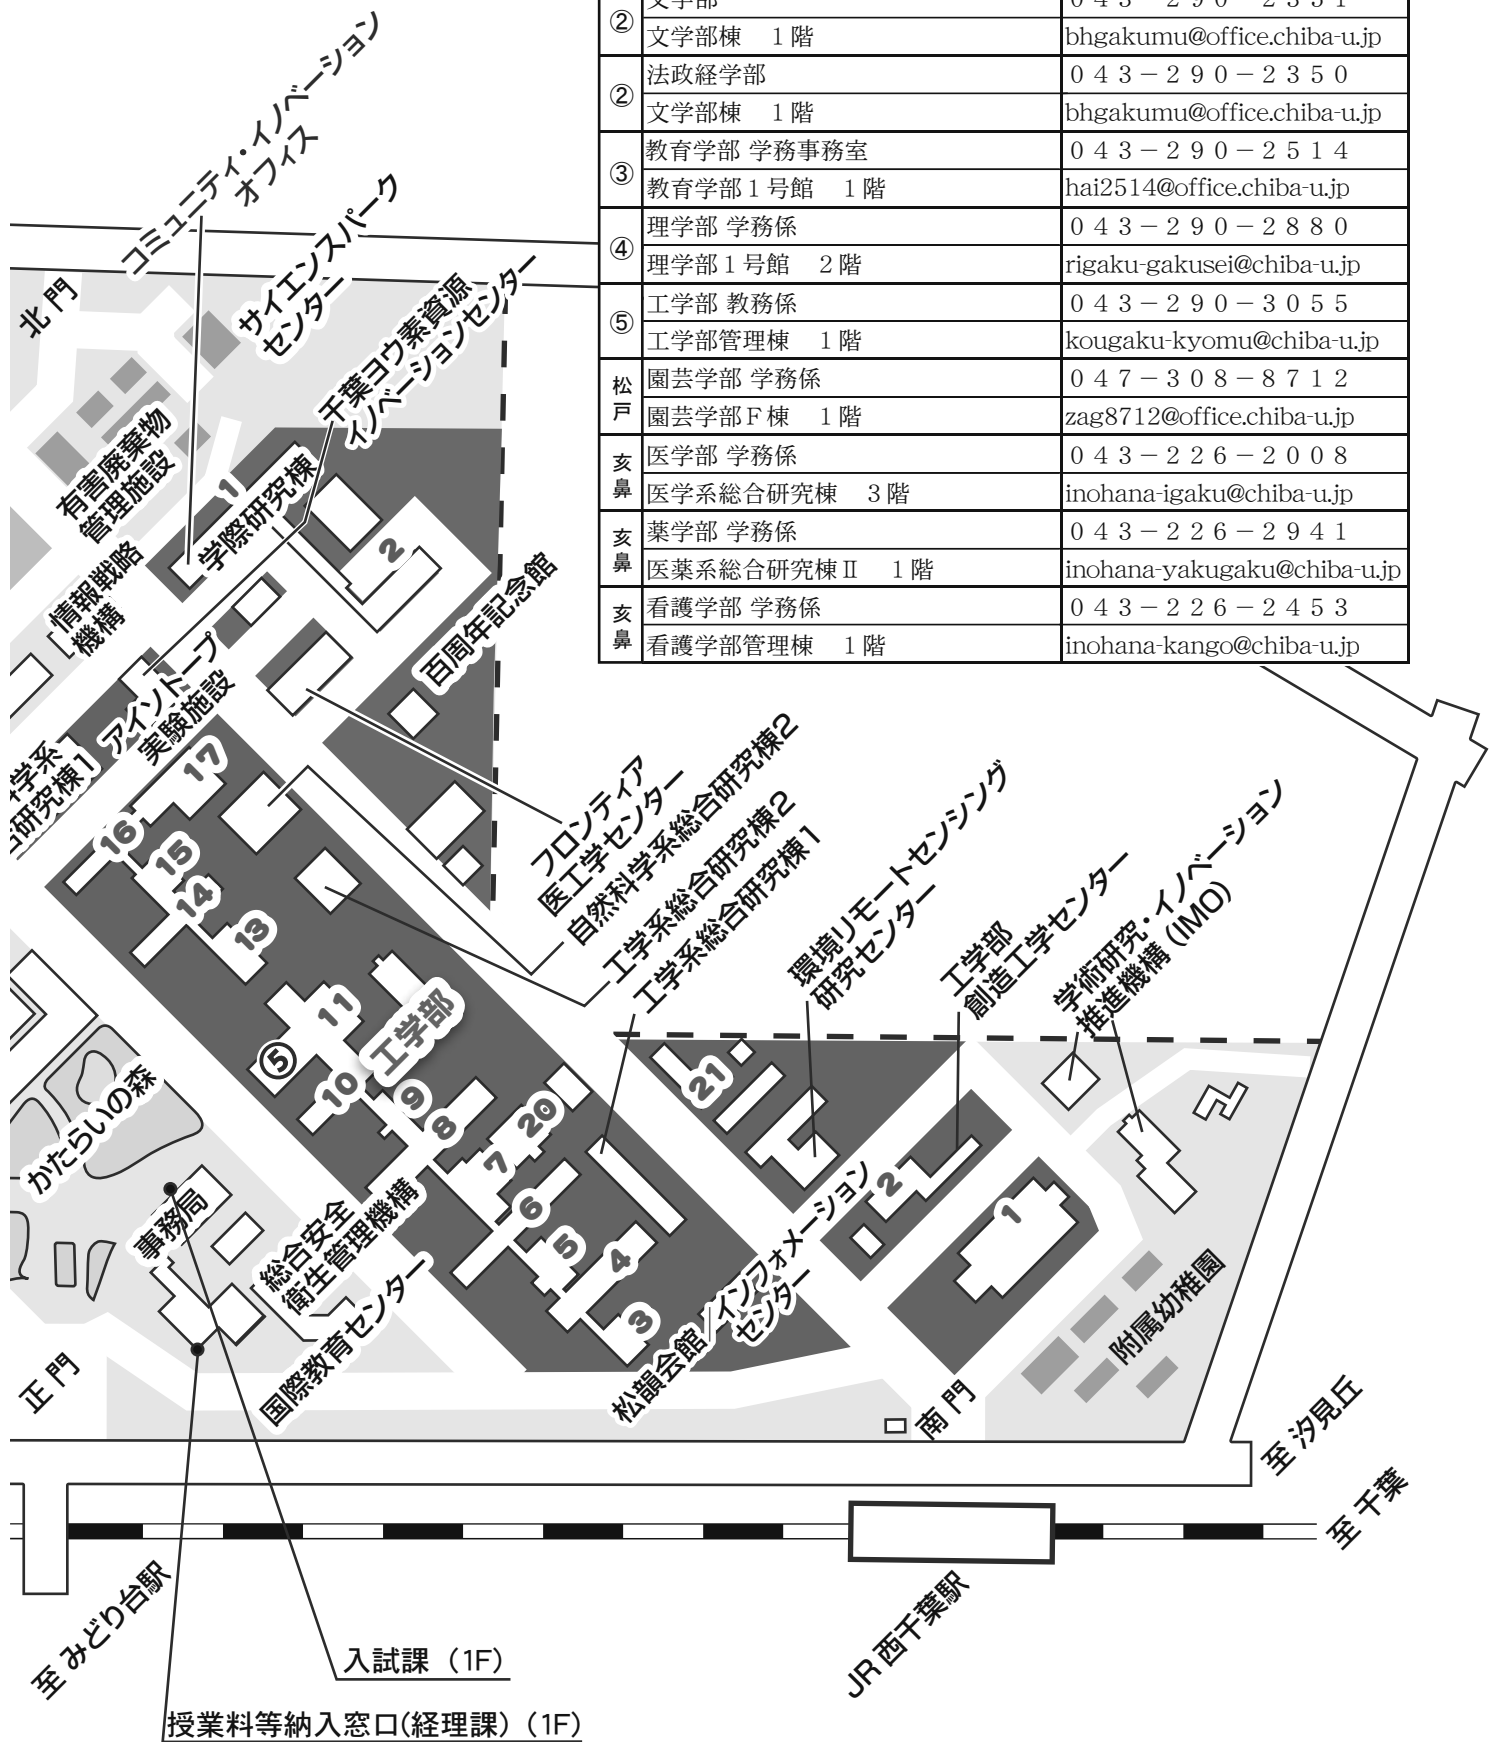 ② 文学部 ０４３－２９０－２３５１
文学部棟　１階 bhgakumu@office.chiba-u.jp
② 法政経学部 ０４３－２９０－２３５０
文学部棟　１階 bhgakumu@office.chiba-u.jp
③ 教育学部 学務事務室 ０４３－２９０－２５１４
教育学部１号館　１階 hai2514@office.chiba-u.jp
④ 理学部 学務係 ０４３－２９０－２８８０
理学部１号館　２階 rigaku-gakusei@chiba-u.jp
⑤ 工学部 教務係 ０４３－２９０－３０５５
工学部管理棟　１階 kougaku-kyomu@chiba-u.jp
松戸 園芸学部 学務係 ０４７－３０８－８７１２
園芸学部Ｆ棟　１階 zag8712@office.chiba-u.jp
亥鼻 医学部 学務係 ０４３－２２６－２００８
医学系総合研究棟　３階 inohana-igaku@chiba-u.jp
亥鼻 薬学部 学務係 ０４３－２２６－２９４１
医薬系総合研究棟Ⅱ　１階 inohana-yakugaku@chiba-u.jp
亥鼻 看護学部 学務係 ０４３－２２６－２４５３
看護学部管理棟　１階 inohana-kango@chiba-u.jp
コミュニティ・イノベーション
オフィス
サイエンスパーク
センター
北門
千葉ヨウ素資源
イノベーションセンター
有害廃棄物
管理施設
1
学際研究棟
2
情報戦略
機構
百周年記念館
アイソトープ
実験施設
学系
研究棟1
17
16
15
14
13
フロンティア
医工学センター
自然科学系総合研究棟2
工学系総合研究棟2
工学系総合研究棟1
環境リモートセンシング
研究センター
工学部
創造工学センター
学術研究・イノベーション
推進機構（IMO）
11
工学部
⑤
10
9
8
20
7
21
6
5
4
3
2
1
かたらいの森
事務局
総合安全
衛生管理機構
国際教育センター
松韻会館/インフォメーション
センター
附属幼稚園
正門
南門
至 汐見丘
至 千葉
至 みどり台駅
JR 西千葉駅
入試課（1F）
授業料等納入窓口(経理課)（1F）